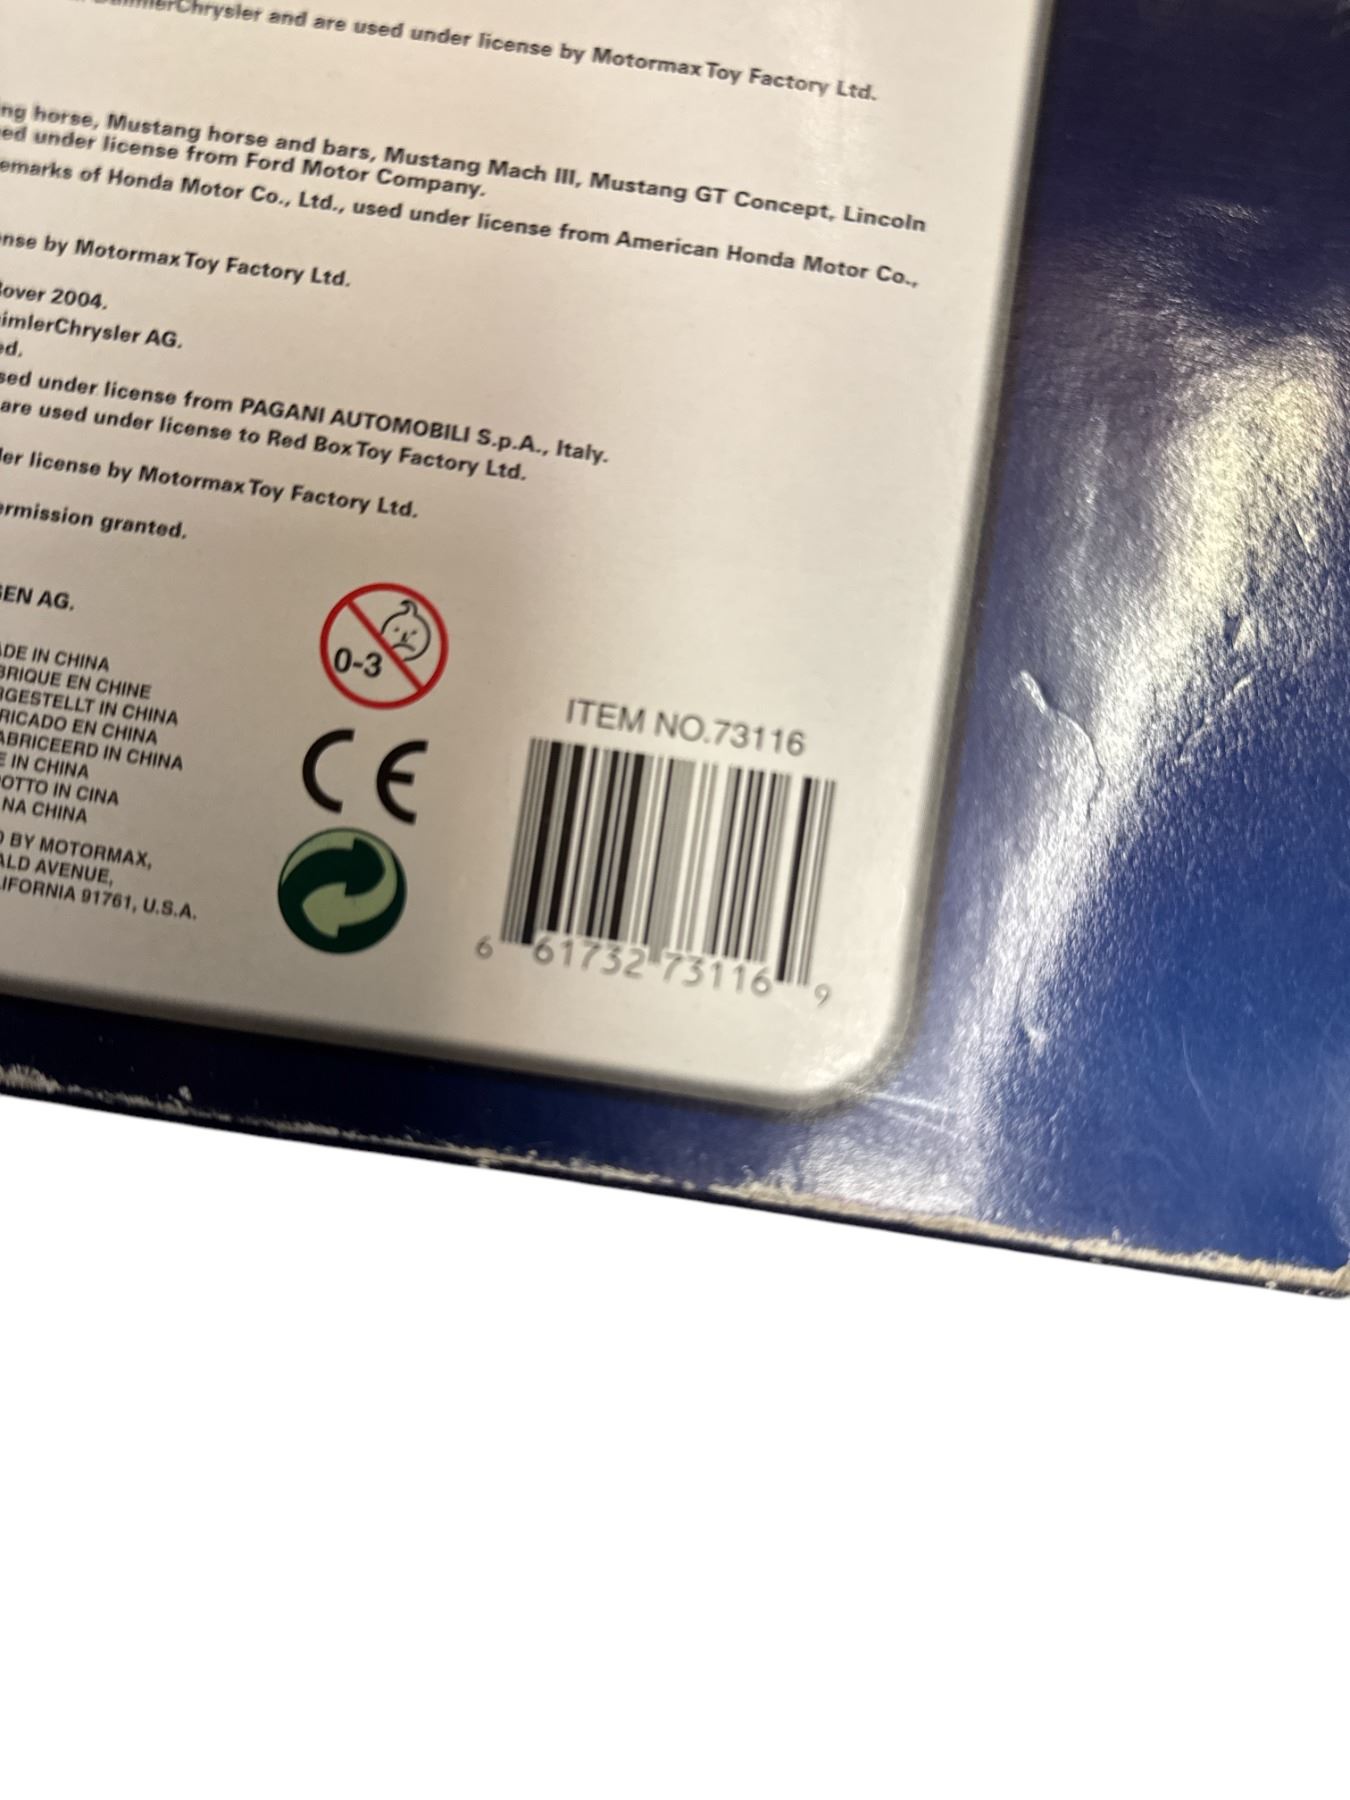 DaimlerChrysler and are used under license by Motormax Toy Factory Ltd.
ng horse, Mustang horse and bars, Mustang Mach III, Mustang GT Concept, Lincoln
ed under license from Ford Motor Company.
emarks of Honda Motor Co., Ltd., used under license from American Honda Motor Co.,
nse by Motormax Toy Factory Ltd.
Rover 2004.
aimlerChrysler AG.
ed.
sed under license from PAGANI AUTOMOBILI S.p.A., Italy.
are used under license to Red Box Toy Factory Ltd.
der license by Motormax Toy Factory Ltd.
ermission granted.
GEN AG.
ADE IN CHINA
BRIQUE EN CHINE
RGESTELLT IN CHINA
RICADO EN CHINA
ABRICEERD IN CHINA
E IN CHINA
OTTO IN CINA
NA CHINA
D BY MOTORMAX,
ALD AVENUE,
LIFORNIA 91761, U.S.A.
0-3
CE
ITEM NO.73116
6 61732 73116 9